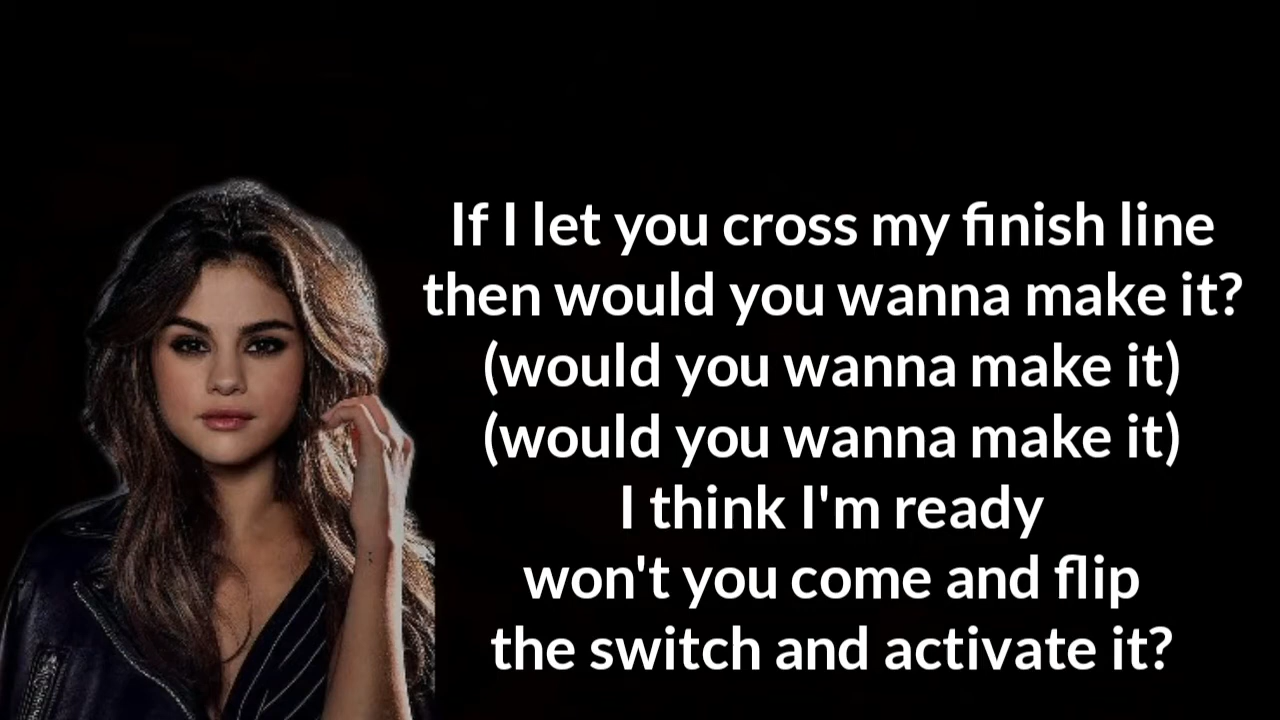 If I let you cross my finish line
then would you wanna make it?
(would you wanna make it)
(would you wanna make it)
I think I'm ready
won't you come and flip
the switch and activate it?